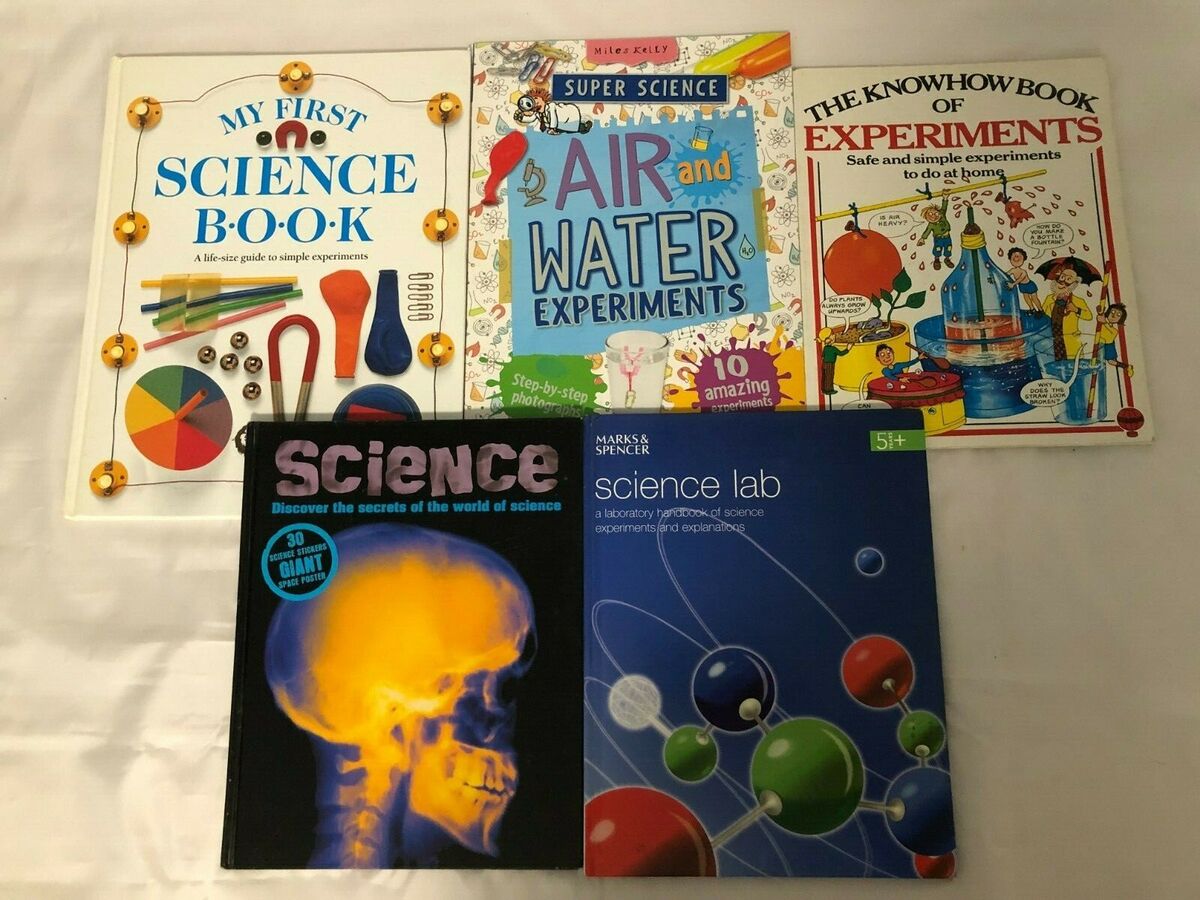 MY FIRST
SCIENCE
B·O·O·K
A life-size guide to simple experiments
Miles Kelly
SUPER SCIENCE
AIR and
WATER
EXPERIMENTS
H₂O
Step-by-step
photographs
10
amazing
experiments
THE KNOWHOW BOOK
OF
EXPERIMENTS
Safe and simple experiments
to do at home
IS AIR
HEAVY?
HOW DO
YOU MAKE
A BOTTLE
FOUNTAIN?
DO PLANTS
ALWAYS GROW
UPWARDS?
WHY
DOES THE
STRAW LOOK
BROKEN?
CAN
Science
Discover the secrets of the world of science
30
SCIENCE STICKERS
GIANT
SPACE POSTER
MARKS &
SPENCER
5+
YEARS
science lab
a laboratory handbook of science
experiments and explanations